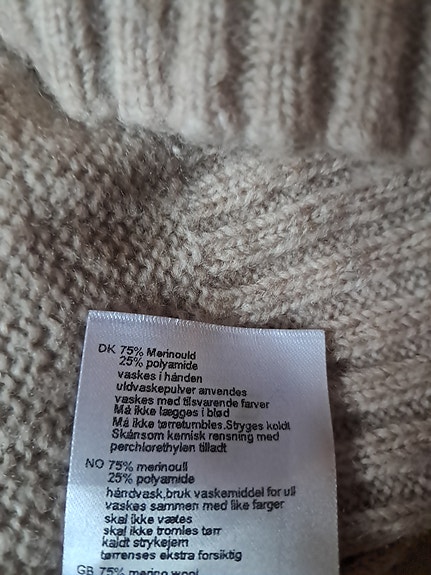 DK 75% Merinould
25% polyamide
vaskes i hånden
uldvaskepulver anvendes
vaskes med tilsvarende farver
Må ikke lægges i blød
Må ikke tørretumbles.Stryges koldt
Skånsom kemisk rensning med
perchlorethylen tilladt
NO 75% merinoull
25% polyamide
håndvask,bruk vaskemiddel for ull
vaskes sammen med like farger
skal ikke vætes
skal ikke tromles tørr
kaldt strykejern
tørrenses ekstra forsiktig
GB 75% merino wool